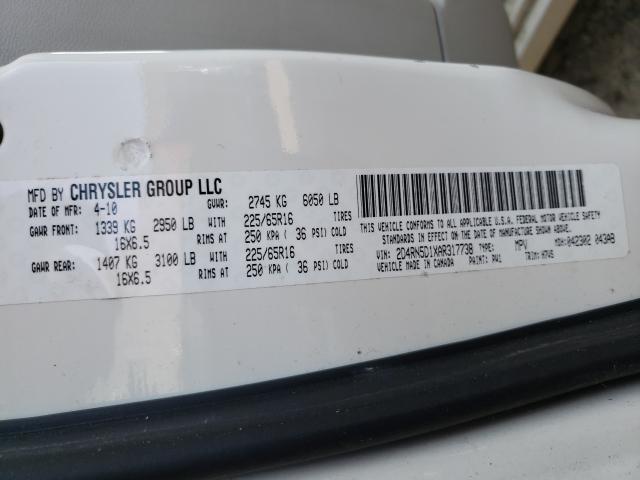 MFD BY CHRYSLER GROUP LLC
DATE OF MFR: 4-10 GVWR: 2745 KG 6050 LB
GAWR FRONT: 1339 KG 2950 LB WITH 225/65R16 TIRES
16X6.5 RIMS AT 250 KPA ( 36 PSI) COLD
GAWR REAR: 1407 KG 3100 LB WITH 225/65R16 TIRES
16X6.5 RIMS AT 250 KPA ( 36 PSI) COLD
THIS VEHICLE CONFORMS TO ALL APPLICABLE U.S.A. FEDERAL MOTOR VEHICLE
SAFETY STANDARDS IN EFFECT ON THE DATE OF MANUFACTURE SHOWN ABOVE.
VIN: 2D4RN5D1XAR317738 TYPE: MPV MDH: 042302 043AB
VEHICLE MADE IN CANADA PAINT: PW1 TRIM: